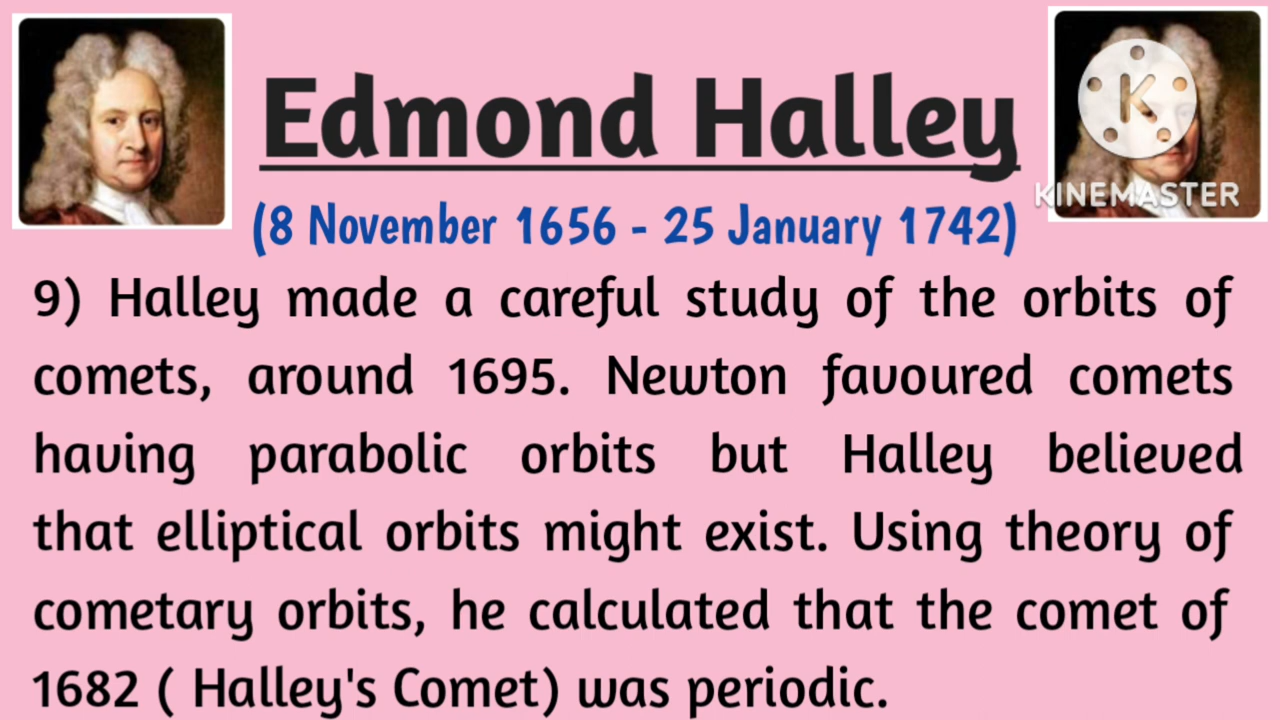 Edmond Halley
K
KINEMASTER
(8 November 1656 - 25 January 1742)
9) Halley made a careful study of the orbits of
comets, around 1695. Newton favoured comets
having parabolic orbits but Halley believed
that elliptical orbits might exist. Using theory of
cometary orbits, he calculated that the comet of
1682 ( Halley's Comet) was periodic.